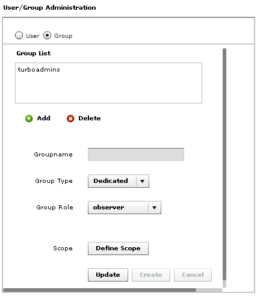 User/Group Administration
User Group
Group List
turboadmins
Add Delete
Groupname
Group Type Dedicated
Group Role observer
Scope Define Scope
Update Create Cancel